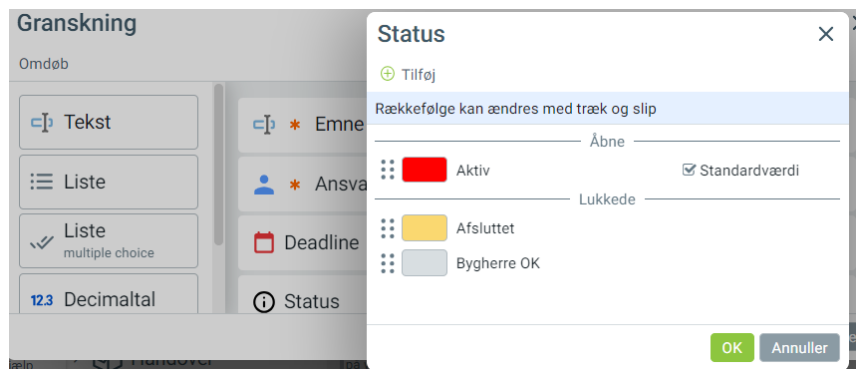 Granskning
Omdøb
Tekst
Liste
Liste
multiple choice
12.3 Decimaltal
* Emne
* Ansva
Deadline
Status
Handover
Status
Tilføj
Rækkefølge kan ændres med træk og slip
Åbne
Aktiv
Standardværdi
Lukkede
Afsluttet
Bygherre OK
OK
Annuller